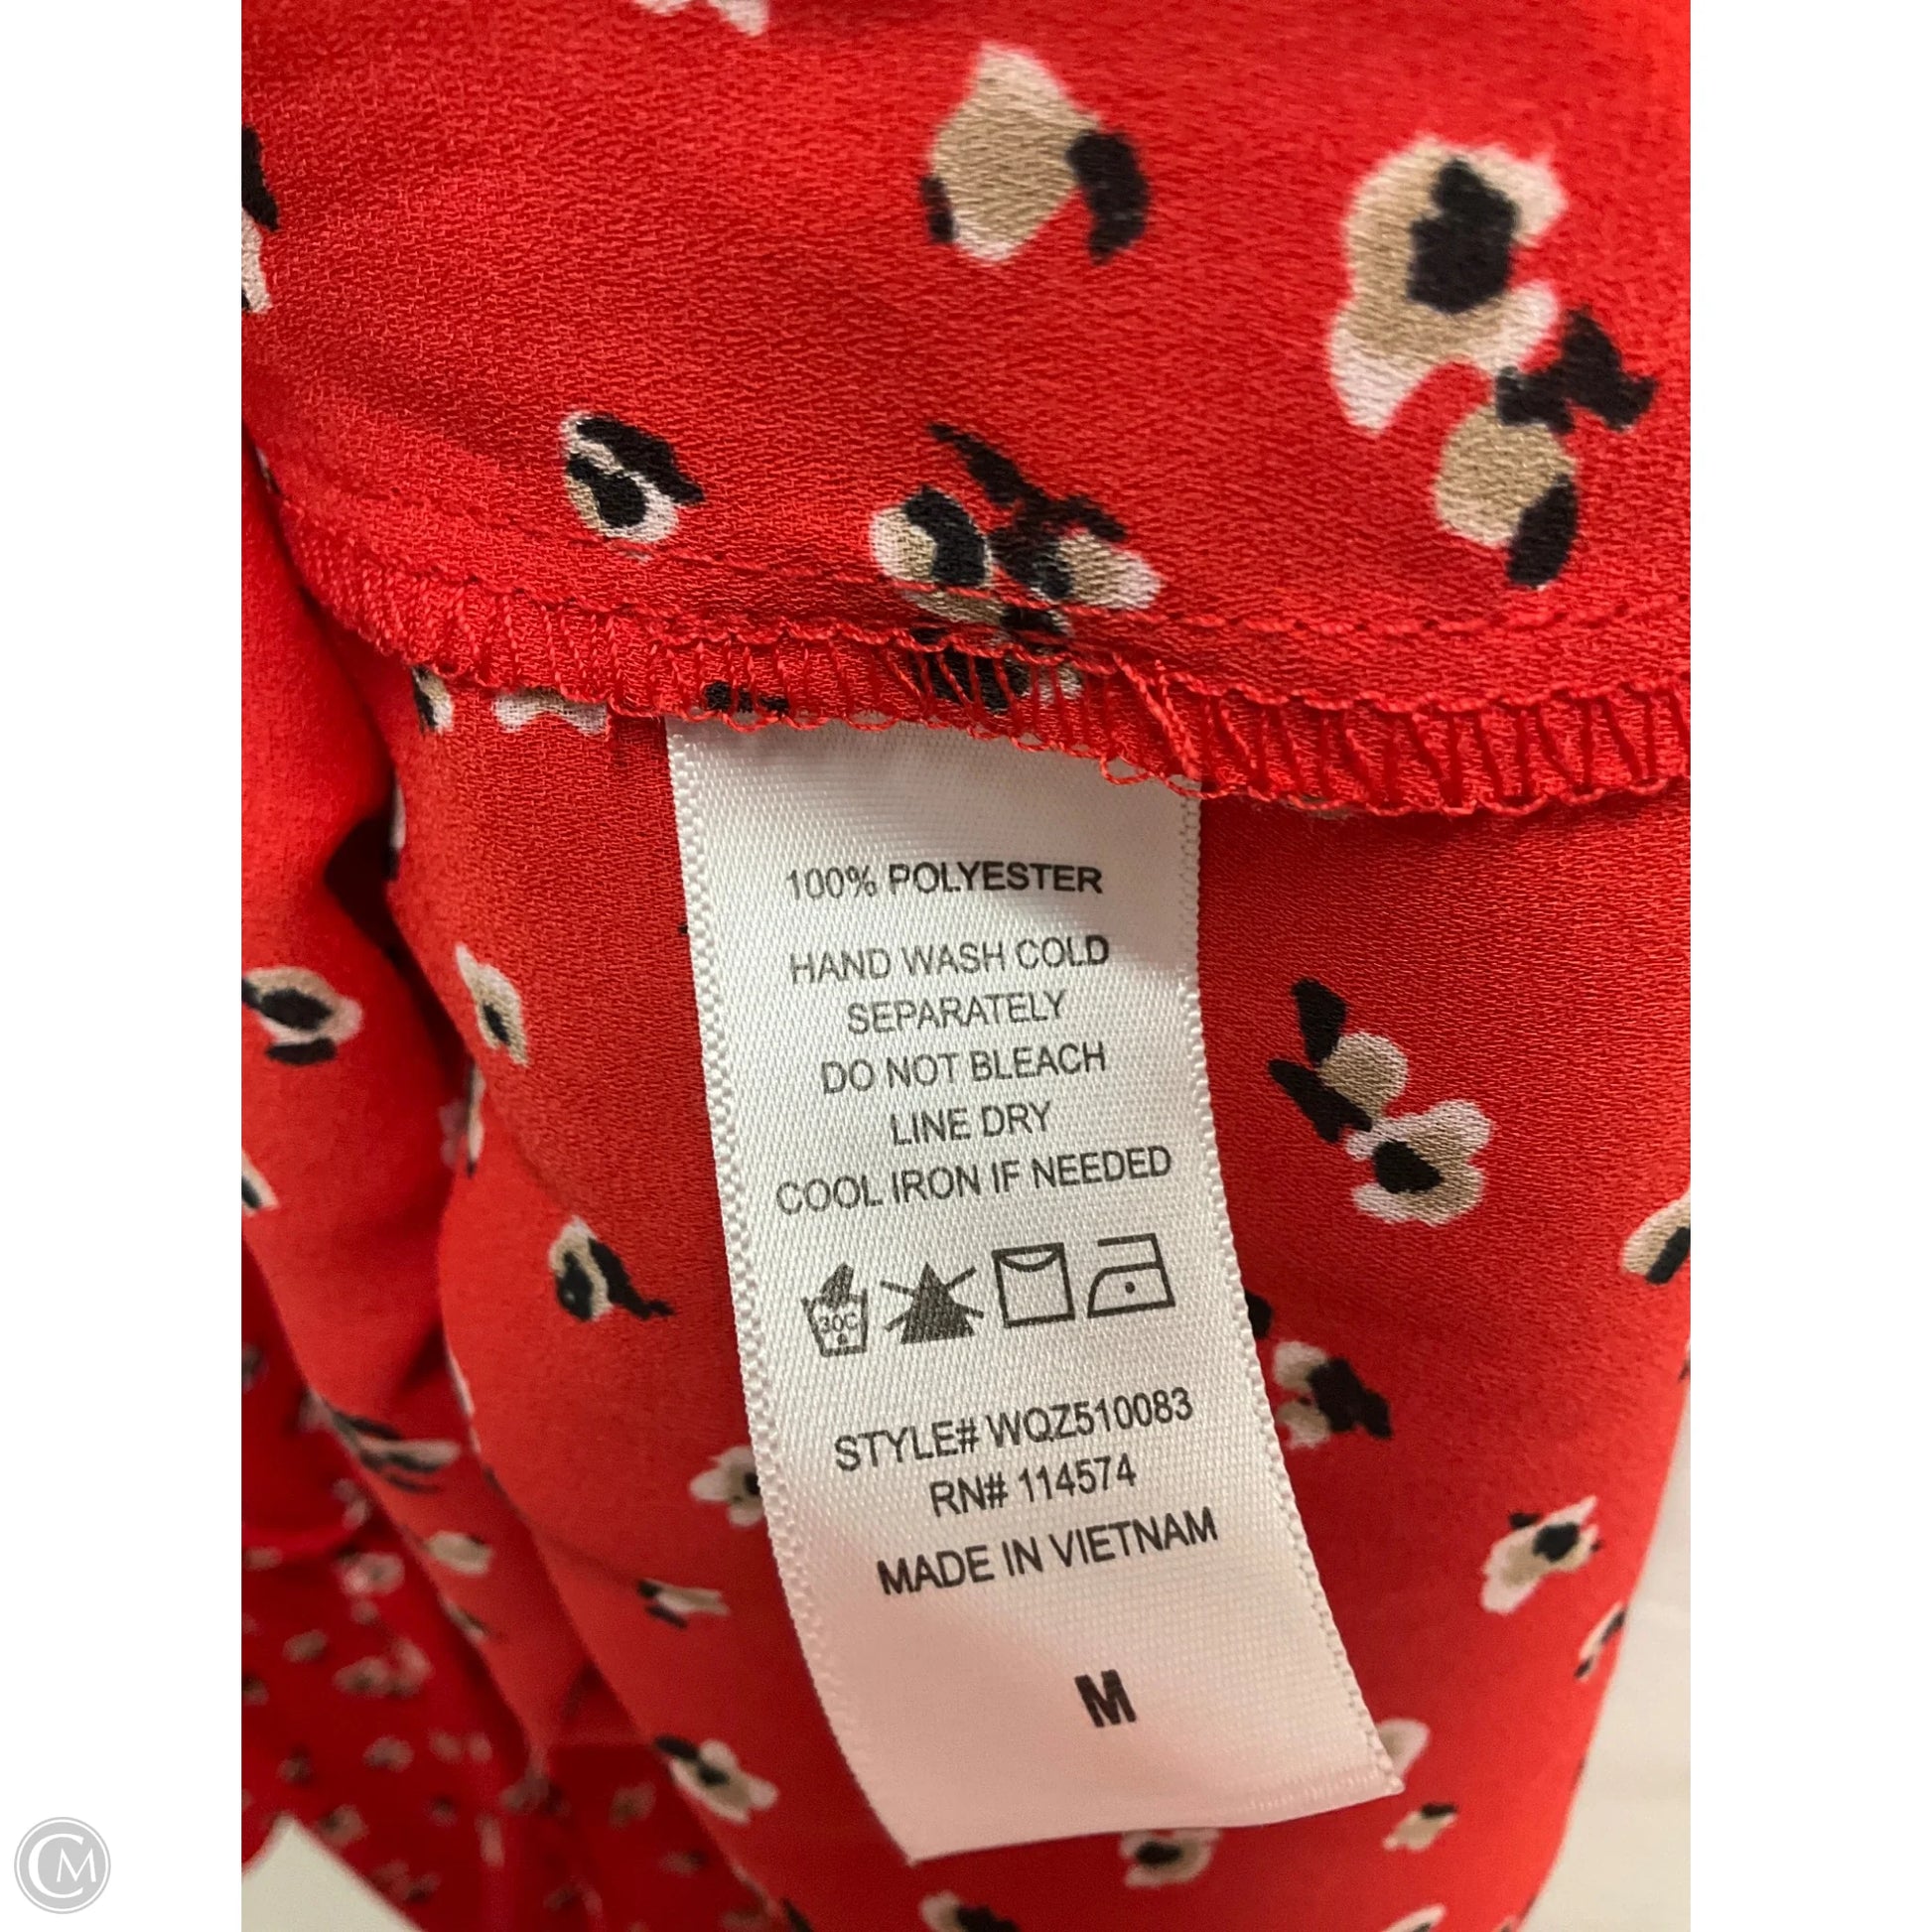 100% POLYESTER
HAND WASH COLD
SEPARATELY
DO NOT BLEACH
LINE DRY
COOL IRON IF NEEDED
30C
STYLE# WQZ510083
RN# 114574
MADE IN VIETNAM
M
CM